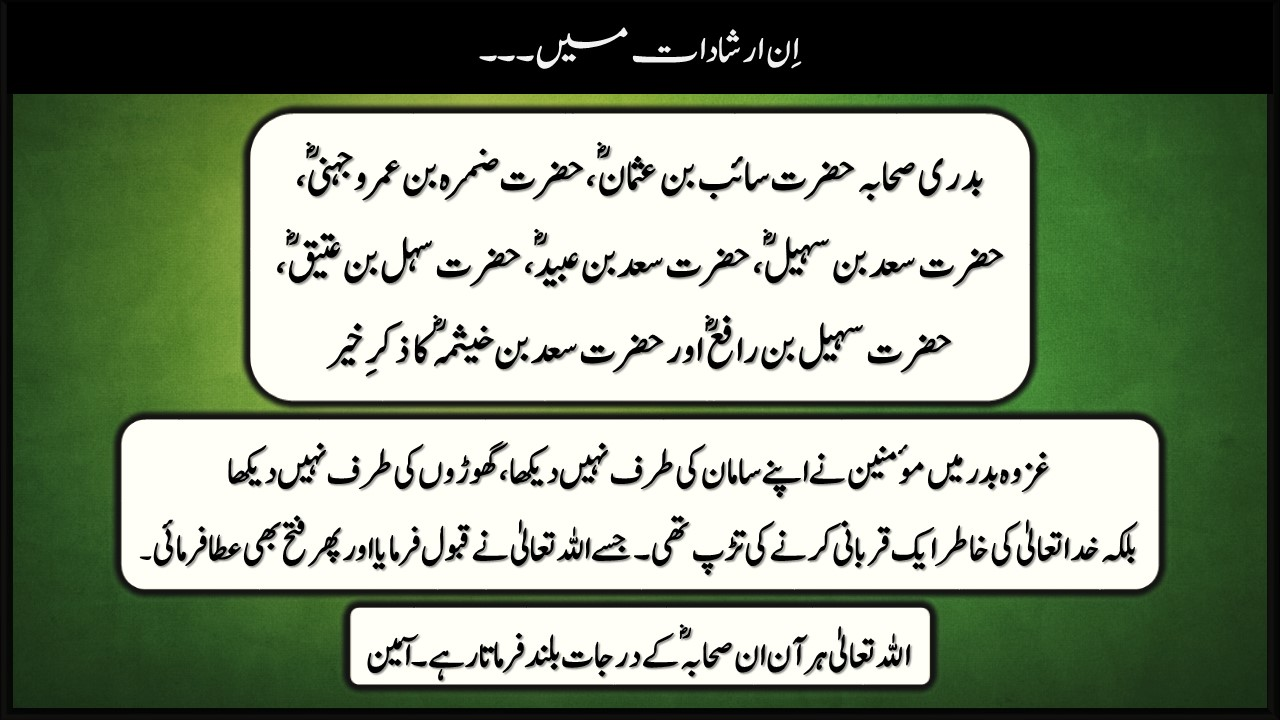 اِن ارشادات میں۔۔۔
بدری صحابہ حضرت سائب بن عثمانؓ، حضرت ضمرہ بن عمرو جہنیؓ،
حضرت سعد بن سہیلؓ، حضرت سعد بن عبیدؓ، حضرت سہل بن عتیقؓ،
حضرت سہیل بن رافعؓ اور حضرت سعد بن خیثمہؓ کا ذکرِ خیر
غزوہ بدر میں موٴمنین نے اپنے سامان کی طرف نہیں دیکھا، گھوڑوں کی طرف نہیں دیکھا
بلکہ خدا تعالیٰ کی خاطر ایک قربانی کرنے کی تڑپ تھی۔ جسے اللہ تعالیٰ نے قبول فرمایا اور پھر فتح بھی عطا فرمائی۔
اللہ تعالیٰ ہر آن ان صحابہؓ کے درجات بلند فرماتا رہے۔ آمین